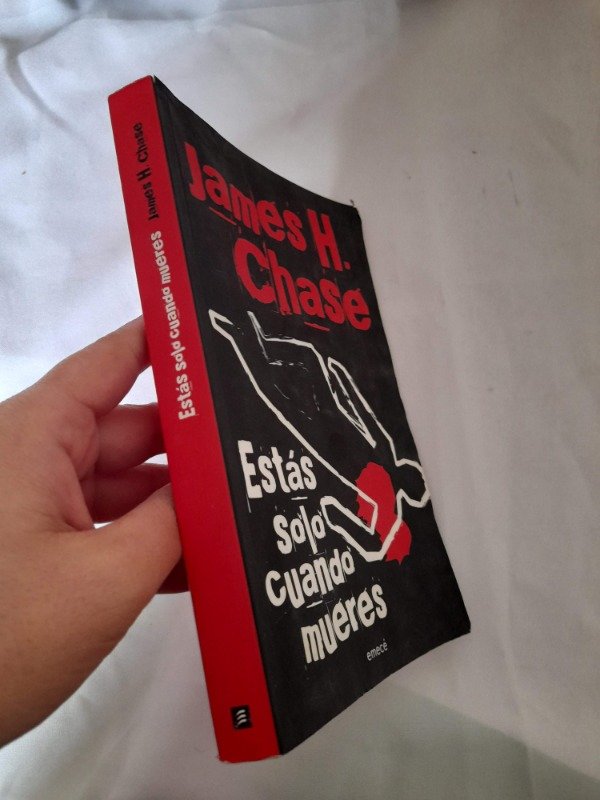 James H. Chase
Estás solo cuando mueres
James H.
Chase
Estás
solo
cuando
mueres
emecé